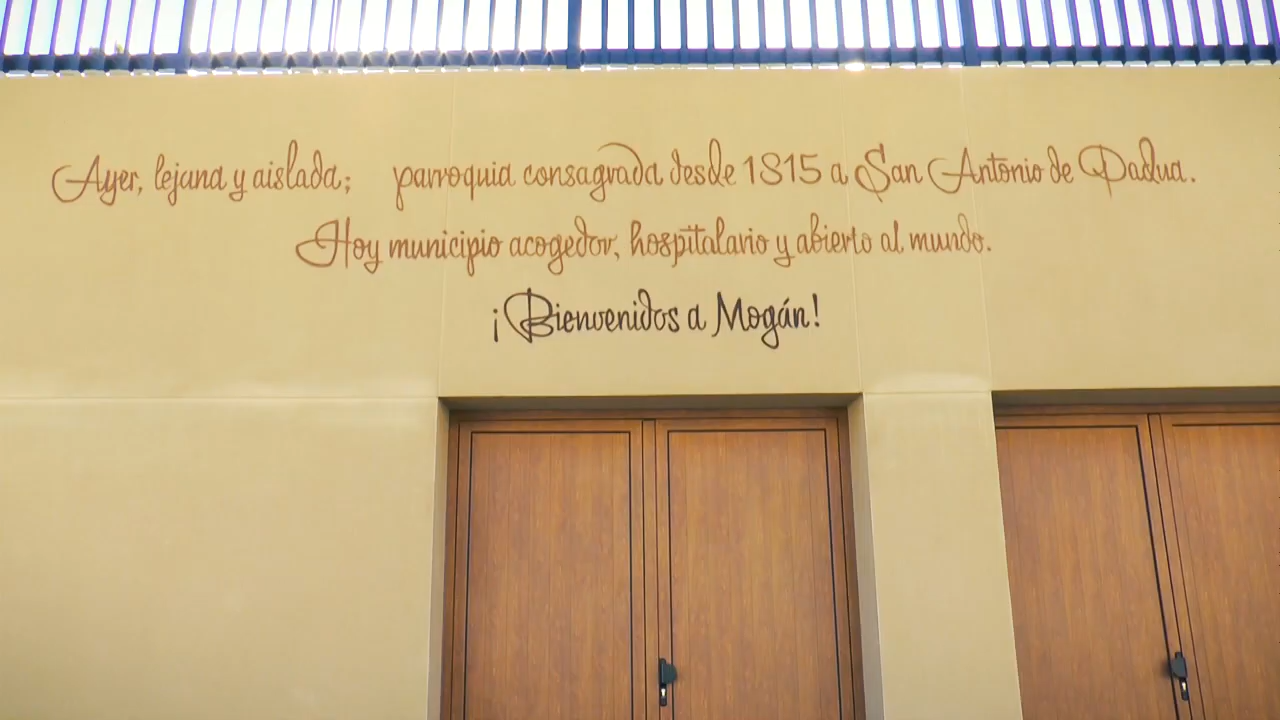 Ayer, lejana y aislada; parroquia consagrada desde 1815 a San Antonio de Padua.
Hoy municipio acogedor, hospitalario y abierto al mundo.
¡Bienvenidos a Mogán!